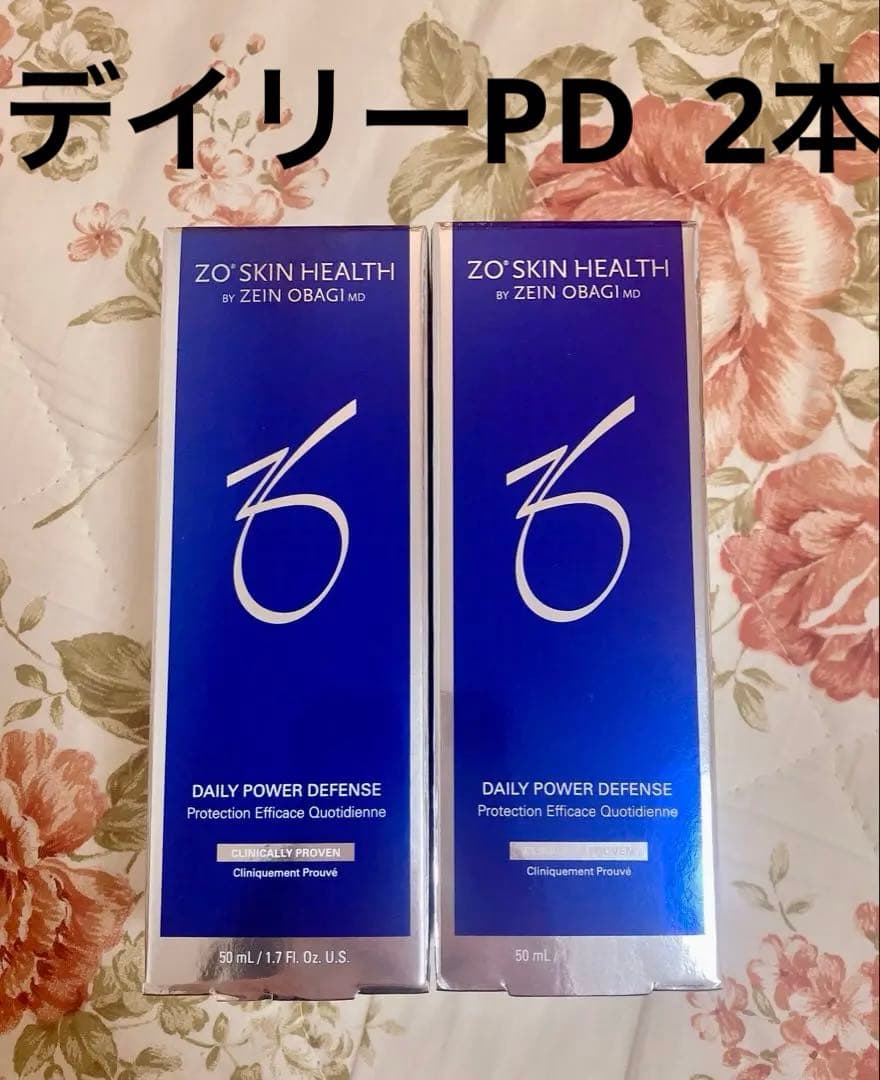 デイリーPD 2本
ZO® SKIN HEALTH
BY ZEIN OBAGI MD
DAILY POWER DEFENSE
Protection Efficace Quotidienne
CLINICALLY PROVEN
Cliniquement Prouvé
50 mL / 1.7 Fl. Oz. U.S.
ZO® SKIN HEALTH
BY ZEIN OBAGI MD
DAILY POWER DEFENSE
Protection Efficace Quotidienne
Cliniquement Prouvé
50 mL /